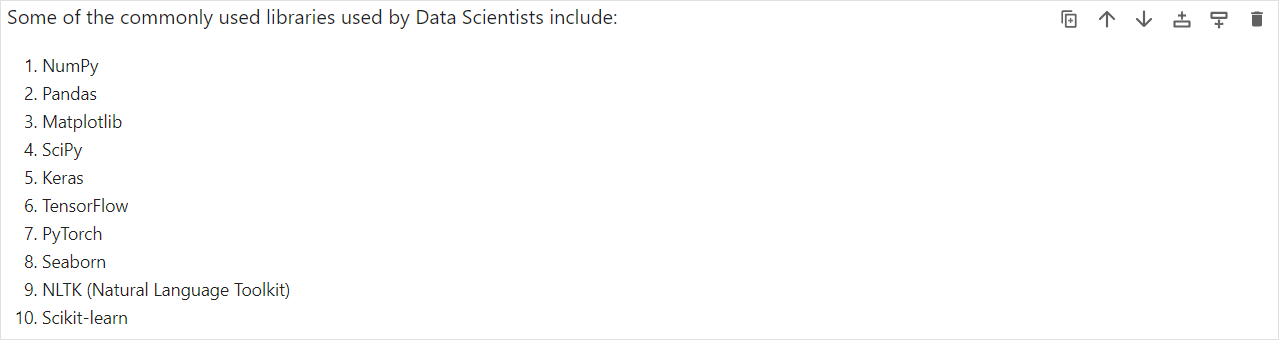 Some of the commonly used libraries used by Data Scientists include:
1. NumPy
2. Pandas
3. Matplotlib
4. SciPy
5. Keras
6. TensorFlow
7. PyTorch
8. Seaborn
9. NLTK (Natural Language Toolkit)
10. Scikit-learn